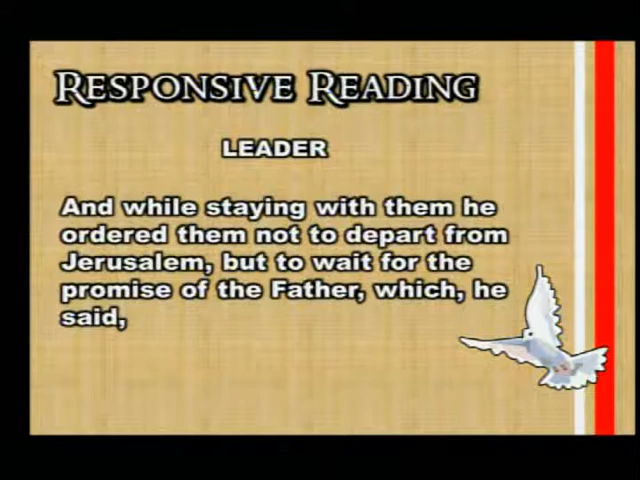 RESPONSIVE READING
LEADER
And while staying with them he
ordered them not to depart from
Jerusalem, but to wait for the
promise of the Father, which, he
said,